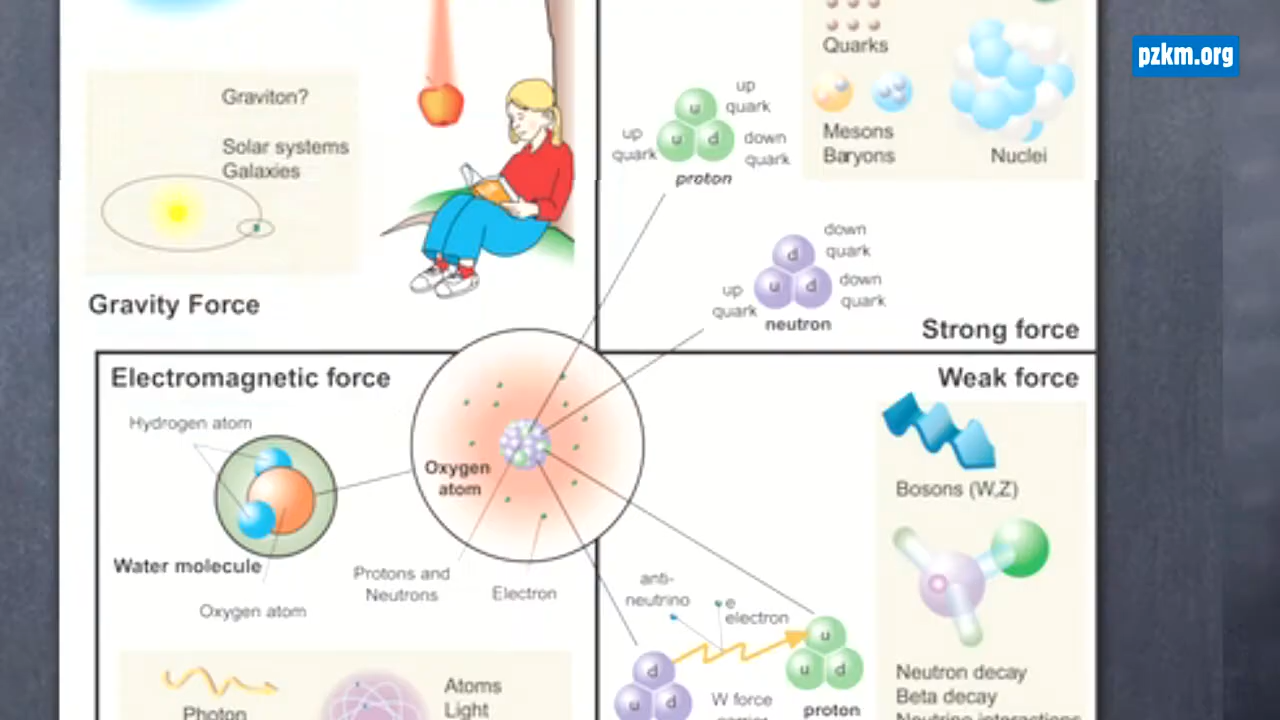 pzkm.org
Graviton?
Solar systems
Galaxies
Gravity Force
Quarks
Mesons
Baryons
Nuclei
up
quark
u
up
quark
u
d
down
quark
proton
down
quark
d
up
quark
u
d
down
quark
neutron
Strong force
Electromagnetic force
Hydrogen atom
Water molecule
Oxygen atom
Oxygen
atom
Protons and
Neutrons
Electron
Photon
Atoms
Light
Weak force
Bosons (W,Z)
anti-
neutrino
e
electron
d
u
d
W force
carrier
u
u
d
proton
Neutron decay
Beta decay
Neutrino interactions